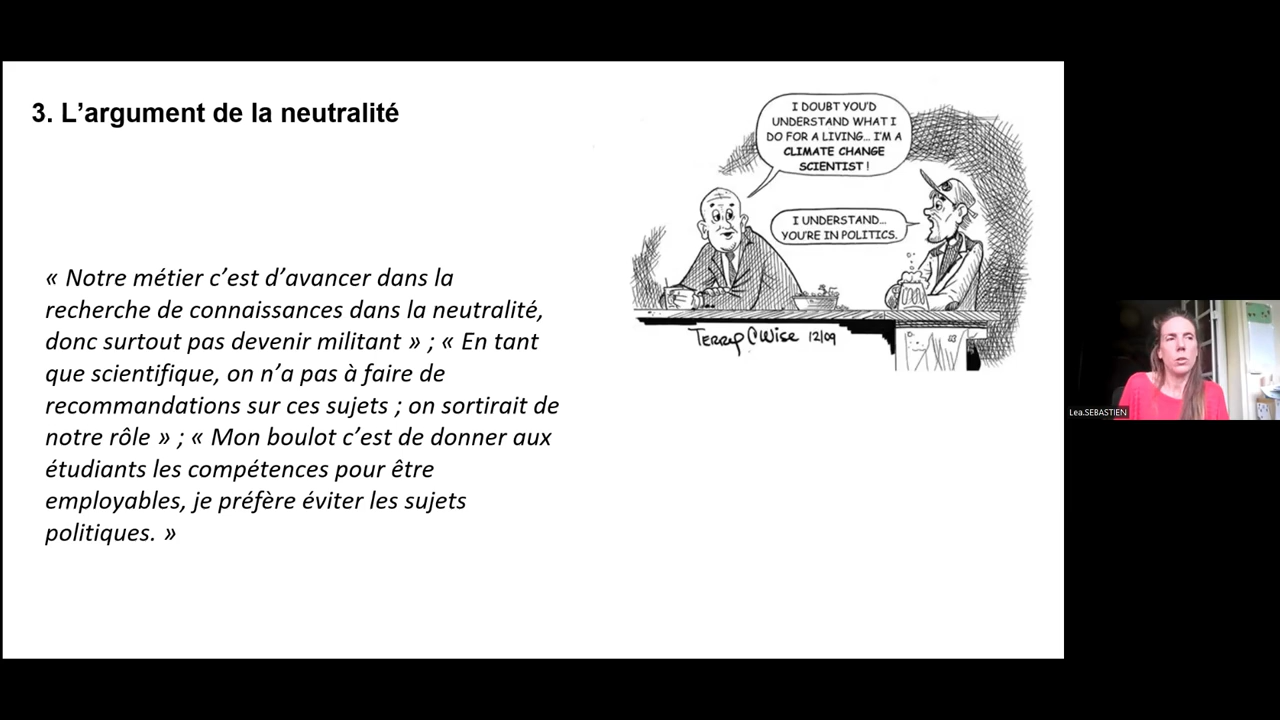 3. L’argument de la neutralité
« Notre métier c’est d’avancer dans la
recherche de connaissances dans la neutralité,
donc surtout pas devenir militant » ; « En tant
que scientifique, on n’a pas à faire de
recommandations sur ces sujets ; on sortirait de
notre rôle » ; « Mon boulot c’est de donner aux
étudiants les compétences pour être
employables, je préfère éviter les sujets
politiques. »
I DOUBT YOU’D
UNDERSTAND WHAT I
DO FOR A LIVING... I’M A
CLIMATE CHANGE
SCIENTIST !
I UNDERSTAND...
YOU’RE IN POLITICS.
TERRY C WISE 12/09
Lea.SEBASTIEN